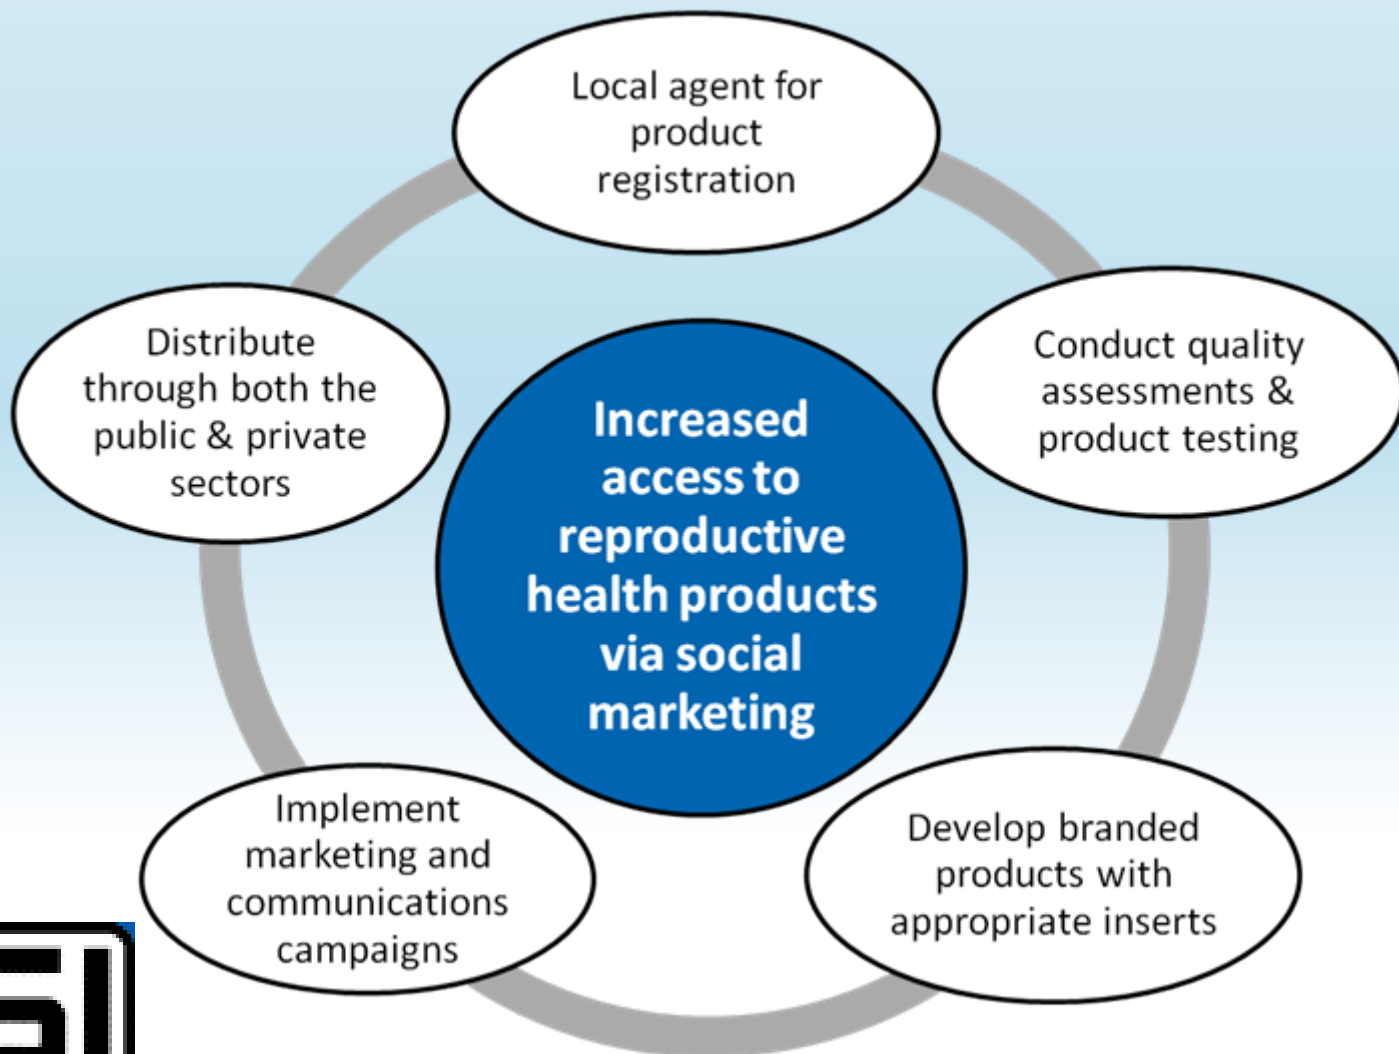 Local agent for
product
registration
Conduct quality
assessments &
product testing
Develop branded
products with
appropriate inserts
Implement
marketing and
communications
campaigns
Distribute
through both the
public & private
sectors
Increased
access to
reproductive
health products
via social
marketing